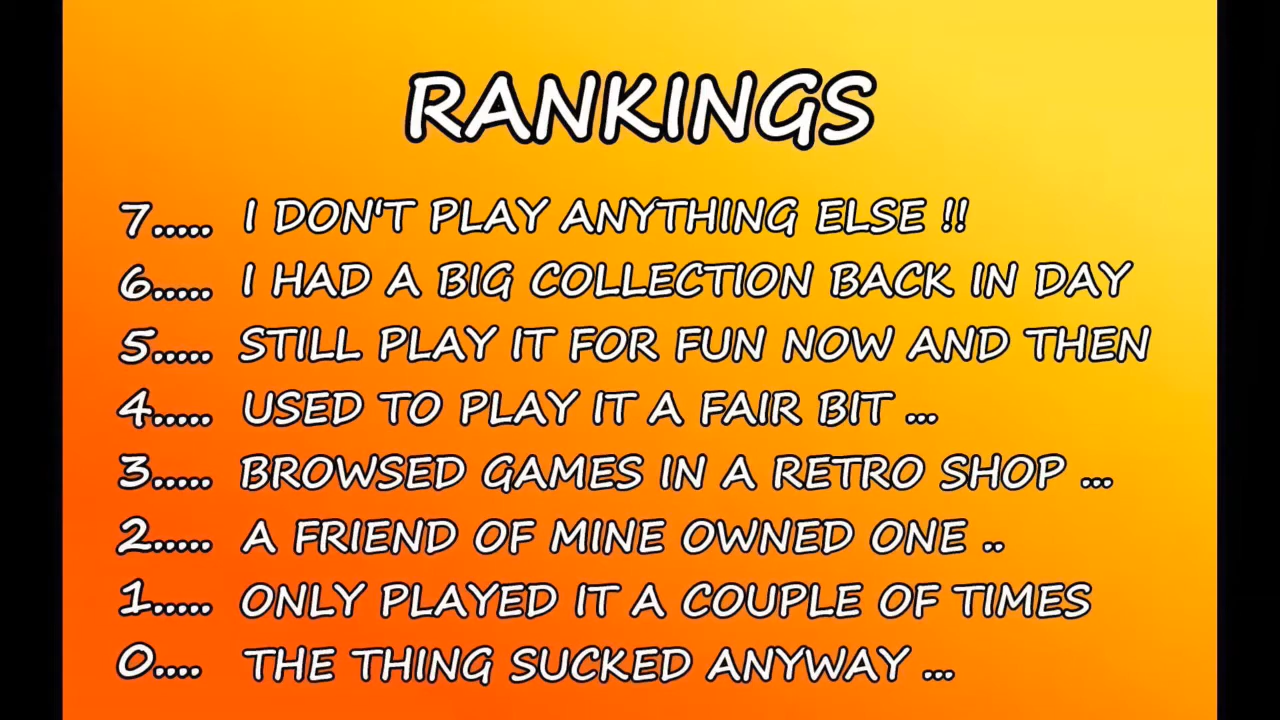 RANKINGS
7..... I DON'T PLAY ANYTHING ELSE !!
6..... I HAD A BIG COLLECTION BACK IN DAY
5..... STILL PLAY IT FOR FUN NOW AND THEN
4..... USED TO PLAY IT A FAIR BIT ...
3..... BROWSED GAMES IN A RETRO SHOP ...
2..... A FRIEND OF MINE OWNED ONE ..
1..... ONLY PLAYED IT A COUPLE OF TIMES
0.... THE THING SUCKED ANYWAY ...